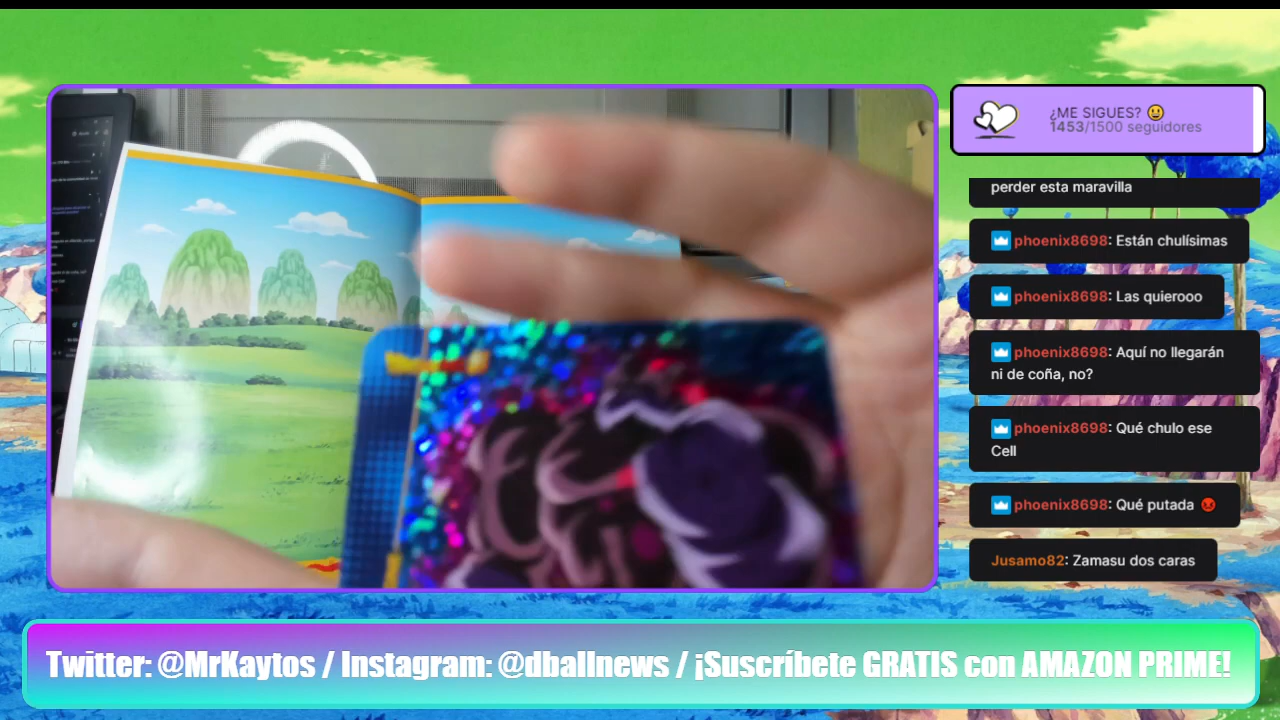 ¿ME SIGUES? 😃
1453/1500 seguidores
perder esta maravilla
phoenix8698: Están chulísimas
phoenix8698: Las quierooo
phoenix8698: Aquí no llegarán
ni de coña, no?
phoenix8698: Qué chulo ese
Cell
phoenix8698: Qué putada 😡
Jusamo82: Zamasu dos caras
Twitter: @MrKaytos / Instagram: @dballnews / ¡Suscríbete GRATIS con AMAZON PRIME!